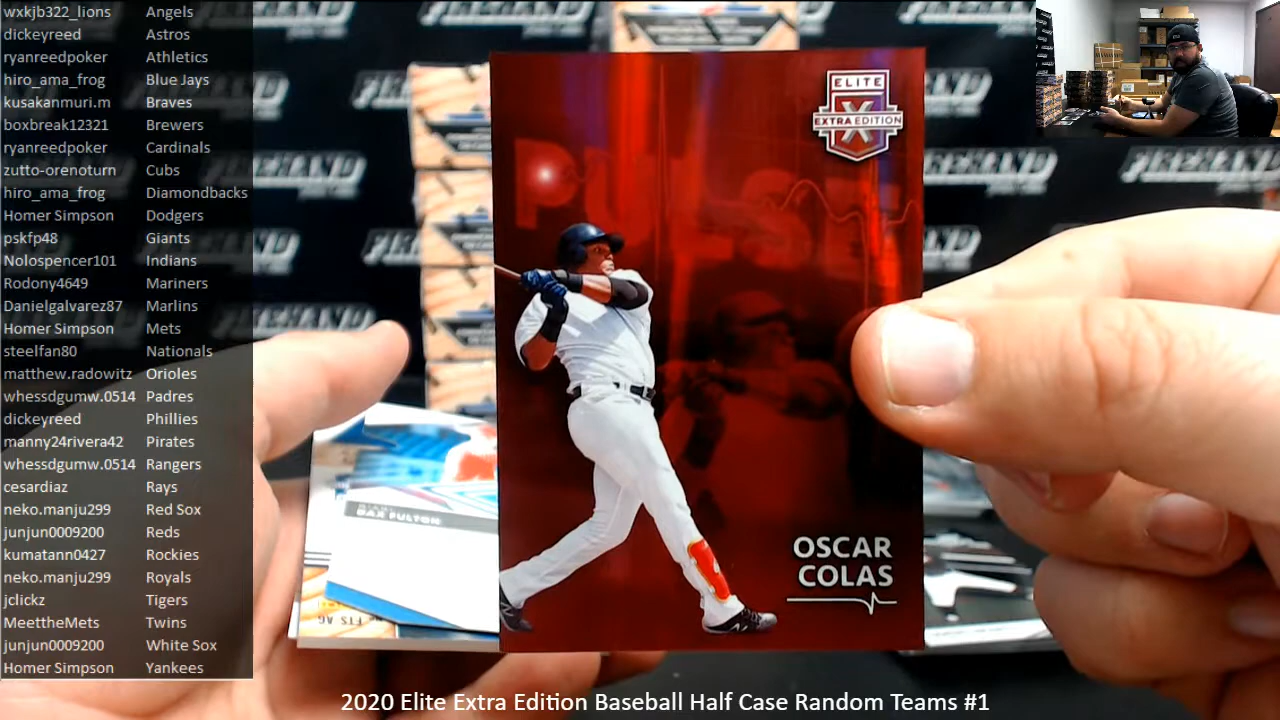 wxkjb322_lions Angels
dickeyreed Astros
ryanreedpoker Athletics
hiro_ama_frog Blue Jays
kusakanmuri.m Braves
boxbreak12321 Brewers
ryanreedpoker Cardinals
zutto-orenoturn Cubs
hiro_ama_frog Diamondbacks
Homer Simpson Dodgers
pskfp48 Giants
Nolospencer101 Indians
Rodony4649 Mariners
Danielgalvarez87 Marlins
Homer Simpson Mets
steelfan80 Nationals
matthew.radowitz Orioles
whessdgumw.0514 Padres
dickeyreed Phillies
manny24rivera42 Pirates
whessdgumw.0514 Rangers
cesardiaz Rays
neko.manju299 Red Sox
junjun0009200 Reds
kumatann0427 Rockies
neko.manju299 Royals
jclickz Tigers
MeettheMets Twins
junjun0009200 White Sox
Homer Simpson Yankees
ELITE
X
EXTRA EDITION
PULSE
OSCAR
COLAS
DAX FULTON
FIREHAND
2020 Elite Extra Edition Baseball Half Case Random Teams #1